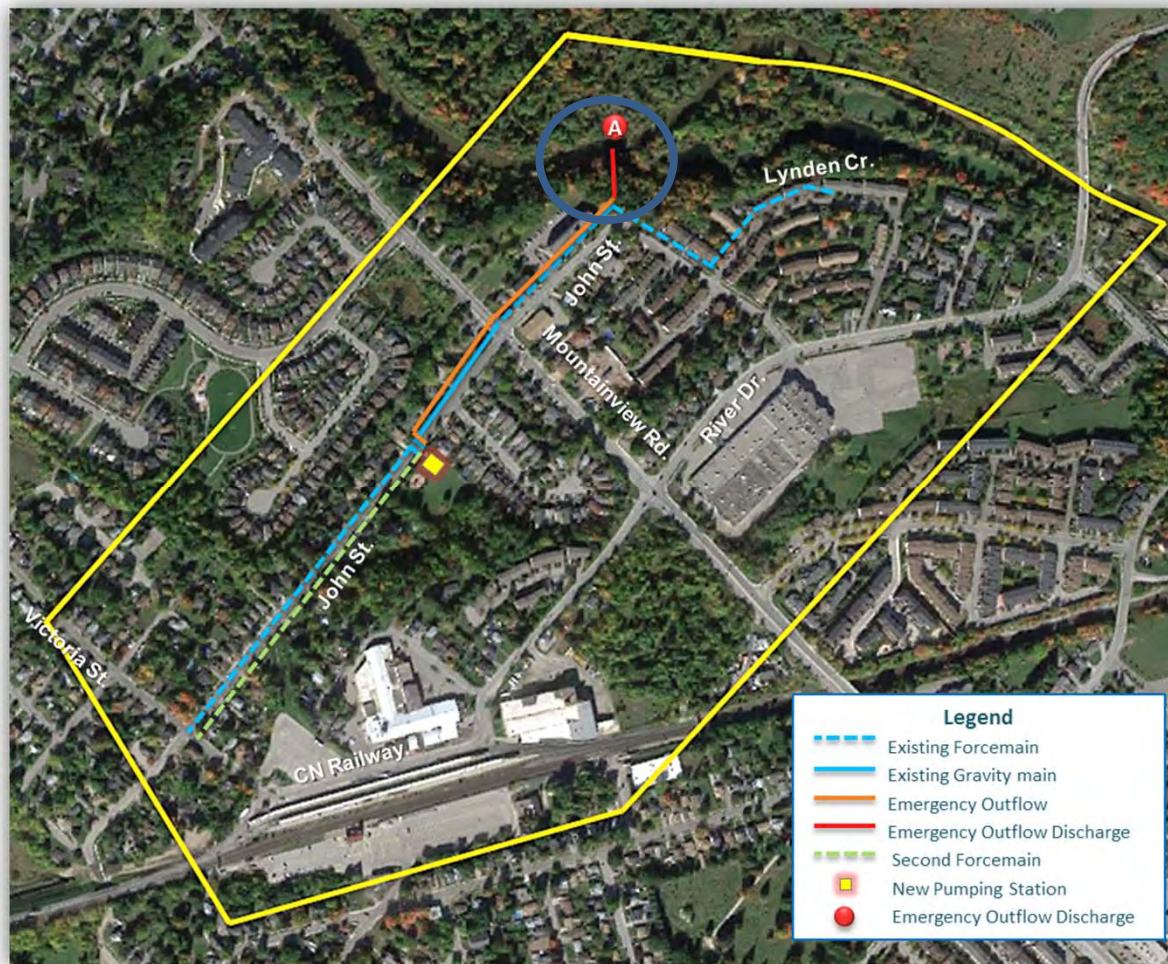 A
Lynden Cr.
John St.
Mountainview Rd.
River Dr.
John St.
Victoria St.
CN Railway
Legend
Existing Forcemain
Existing Gravity main
Emergency Outflow
Emergency Outflow Discharge
Second Forcemain
New Pumping Station
Emergency Outflow Discharge